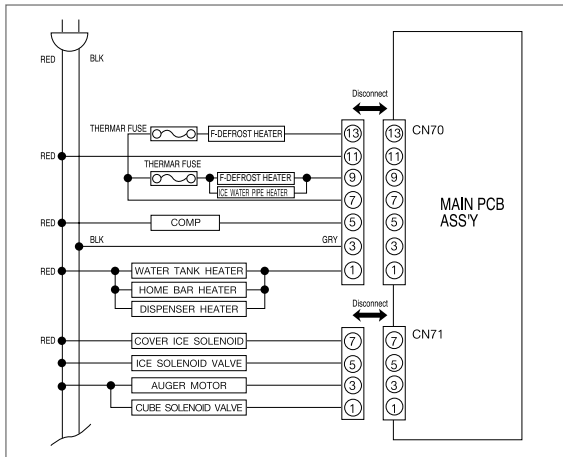 RED BLK
Disconnect
THERMAR FUSE F-DEFROST HEATER 13 13 CN70
RED 11 11
THERMAR FUSE
F-DEFROST HEATER 9 9
ICE WATER PIPE HEATER
7 7
MAIN PCB
ASS'Y
RED COMP 5 5
BLK GRY 3 3
RED WATER TANK HEATER 1 1
HOME BAR HEATER
DISPENSER HEATER
Disconnect
RED COVER ICE SOLENOID 7 7 CN71
ICE SOLENOID VALVE 5 5
AUGER MOTOR 3 3
CUBE SOLENOID VALVE 1 1